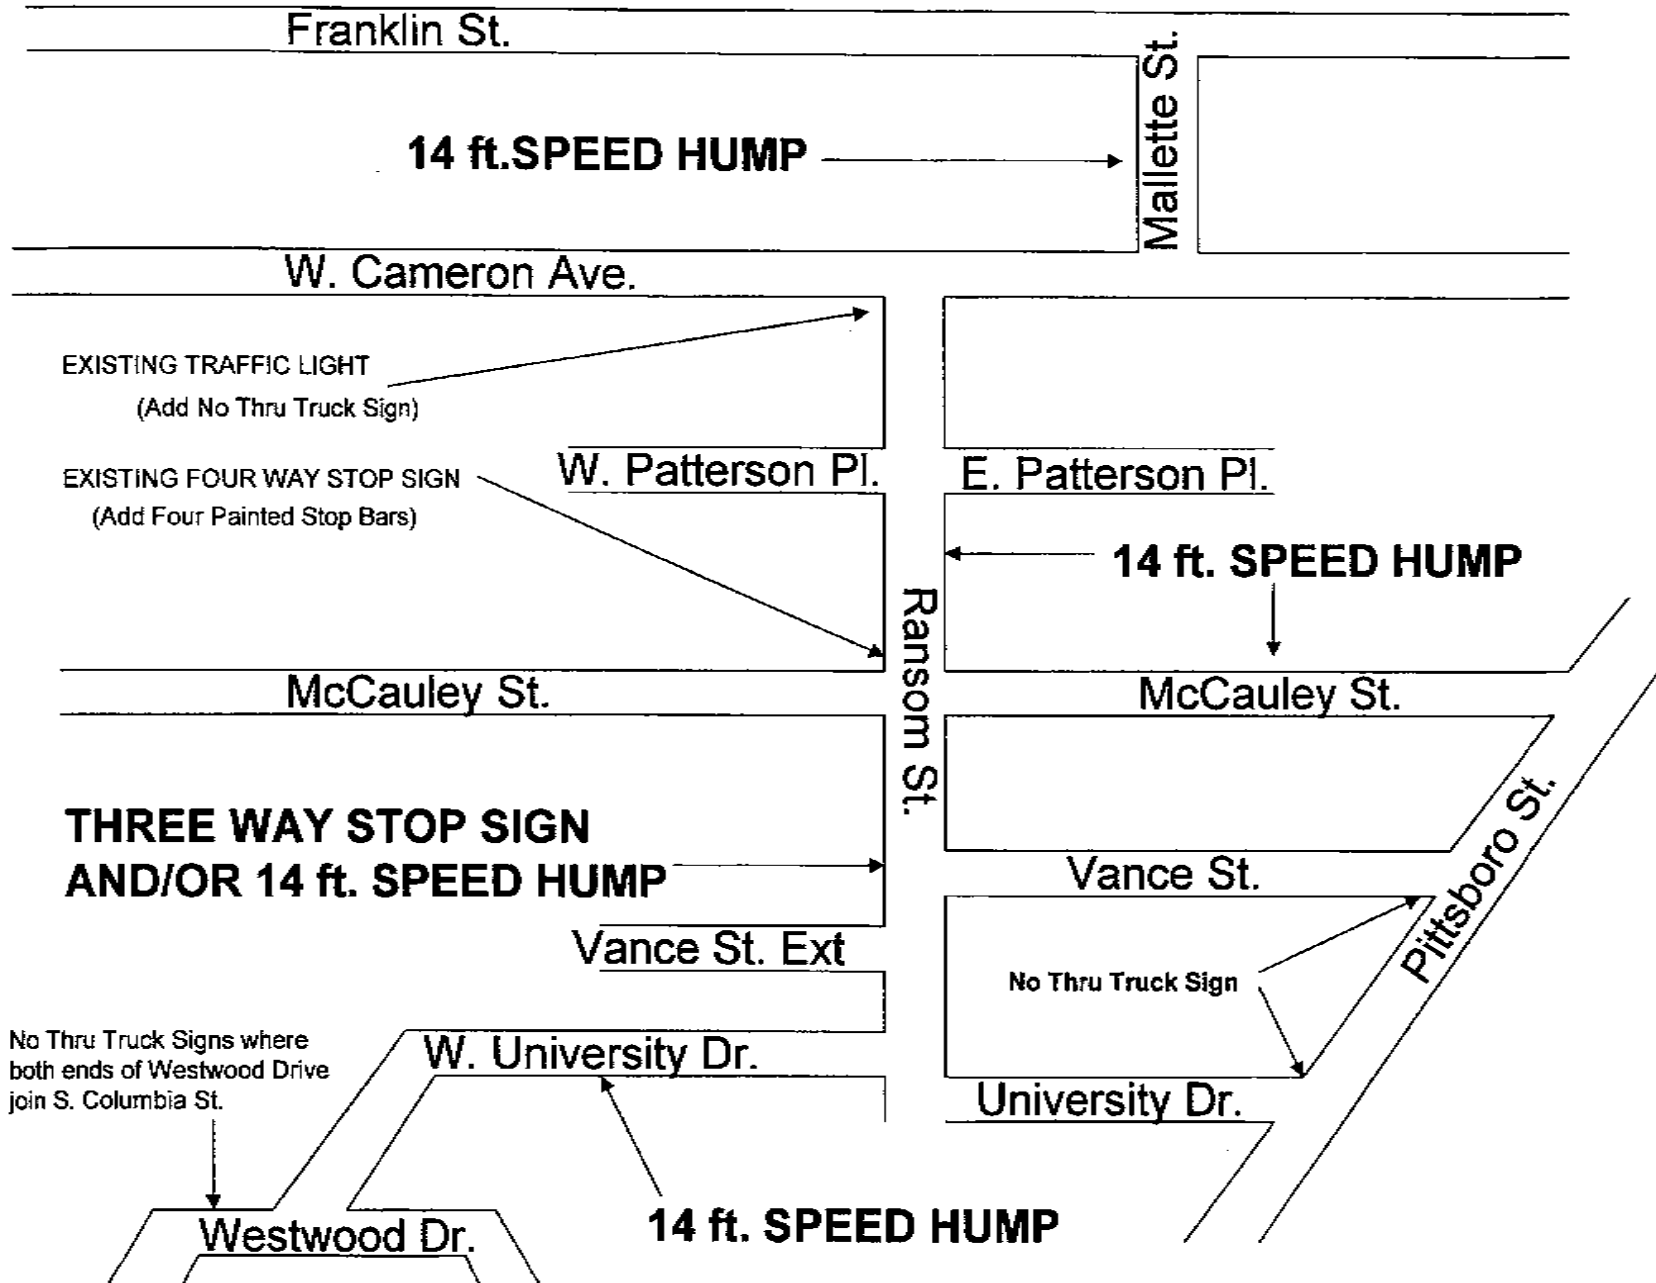 Franklin St.
Mallette St.
14 ft.SPEED HUMP
W. Cameron Ave.
EXISTING TRAFFIC LIGHT
(Add No Thru Truck Sign)
W. Patterson Pl.
E. Patterson Pl.
EXISTING FOUR WAY STOP SIGN
(Add Four Painted Stop Bars)
14 ft. SPEED HUMP
Ransom St.
McCauley St.
McCauley St.
THREE WAY STOP SIGN
AND/OR 14 ft. SPEED HUMP
Vance St.
Pittsboro St.
Vance St. Ext
No Thru Truck Sign
No Thru Truck Signs where
both ends of Westwood Drive
join S. Columbia St.
W. University Dr.
University Dr.
14 ft. SPEED HUMP
Westwood Dr.